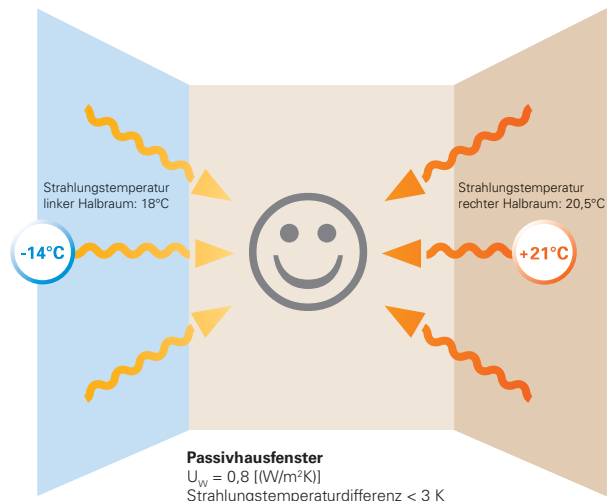 Strahlungstemperatur
linker Halbraum: 18°C
Strahlungstemperatur
rechter Halbraum: 20,5°C
-14°C
+21°C
Passivhausfenster
U_W = 0,8 [(W/m²K)]
Strahlungstemperaturdifferenz < 3 K